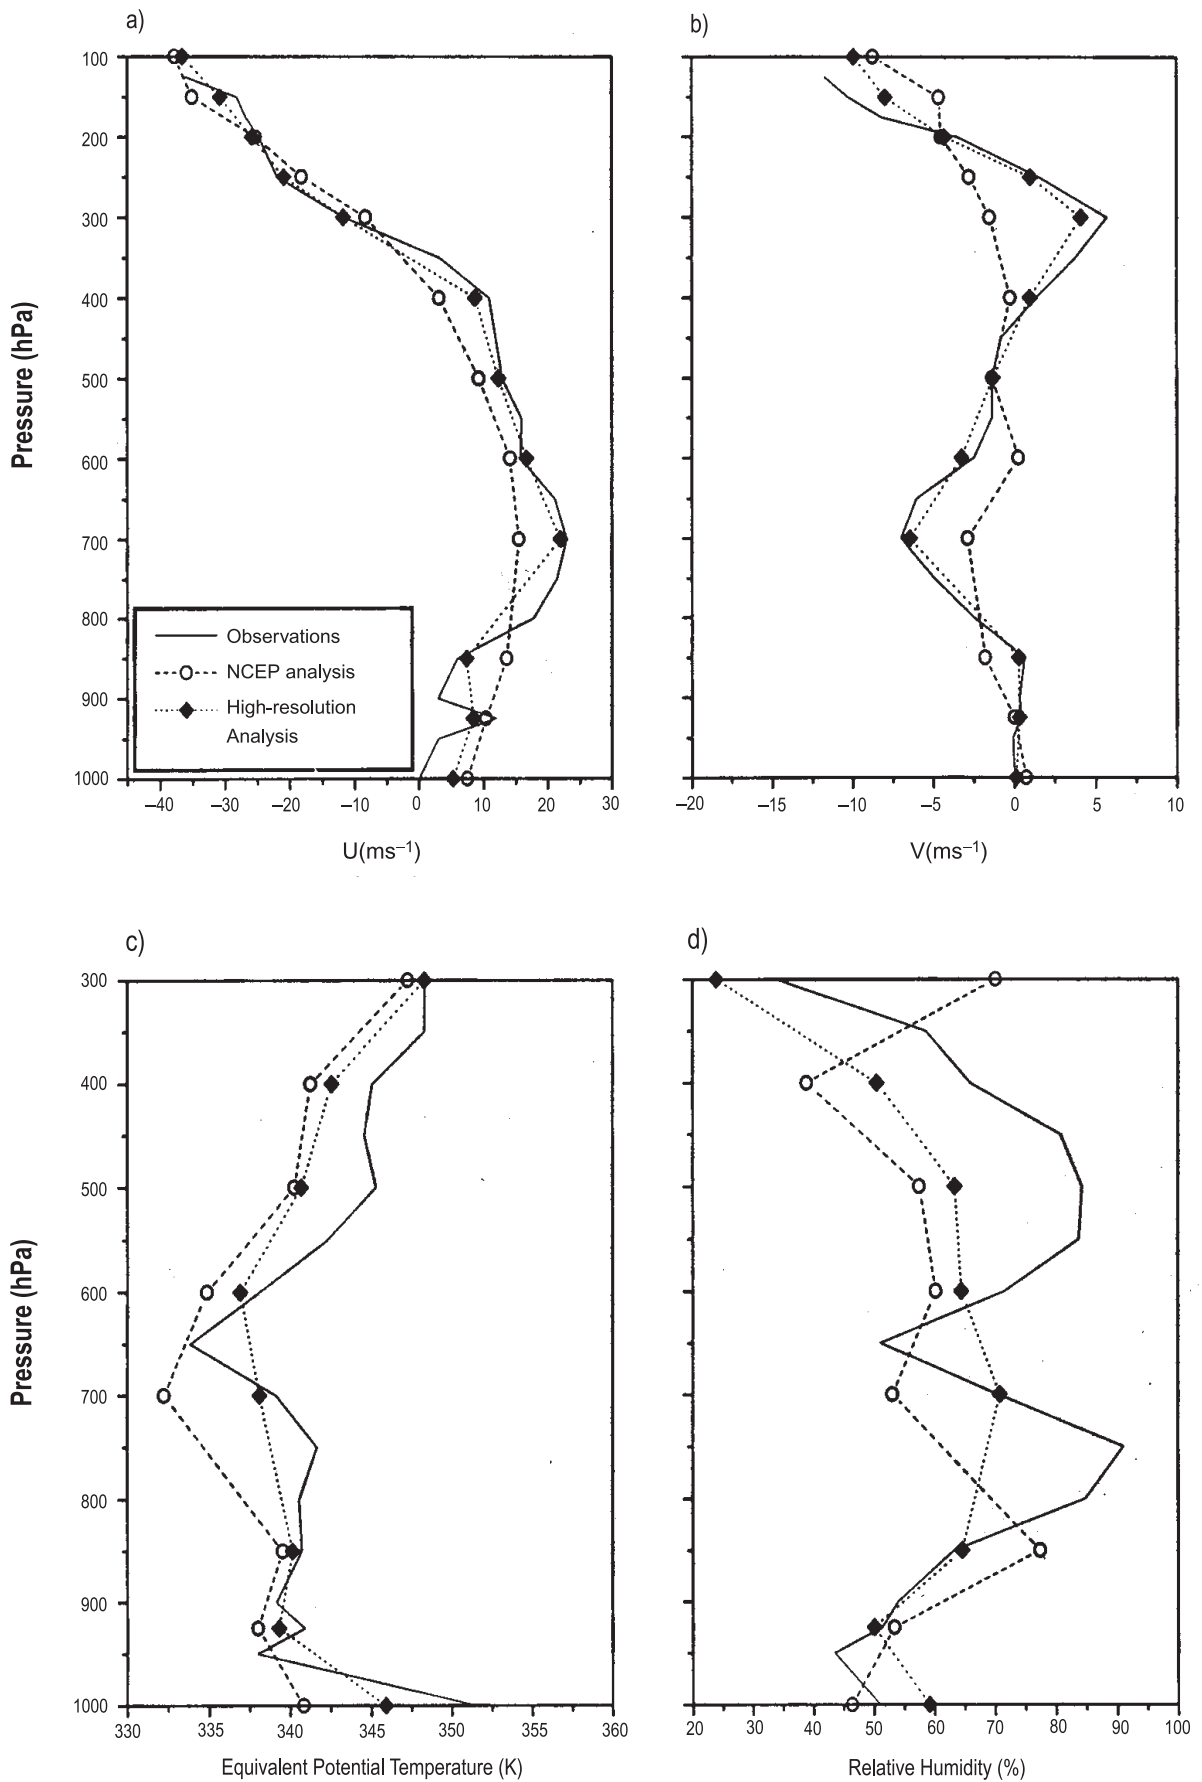 a)
100
200
300
400
500
600
700
800
900
1000
Pressure (hPa)
Observations
NCEP analysis
High-resolution
Analysis
–40 –30 –20 –10 0 10 20 30
U(ms⁻¹)
b)
–20 –15 –10 –5 0 5 10
V(ms⁻¹)
c)
300
400
500
600
700
800
900
1000
Pressure (hPa)
330 335 340 345 350 355 360
Equivalent Potential Temperature (K)
d)
20 30 40 50 60 70 80 90 100
Relative Humidity (%)